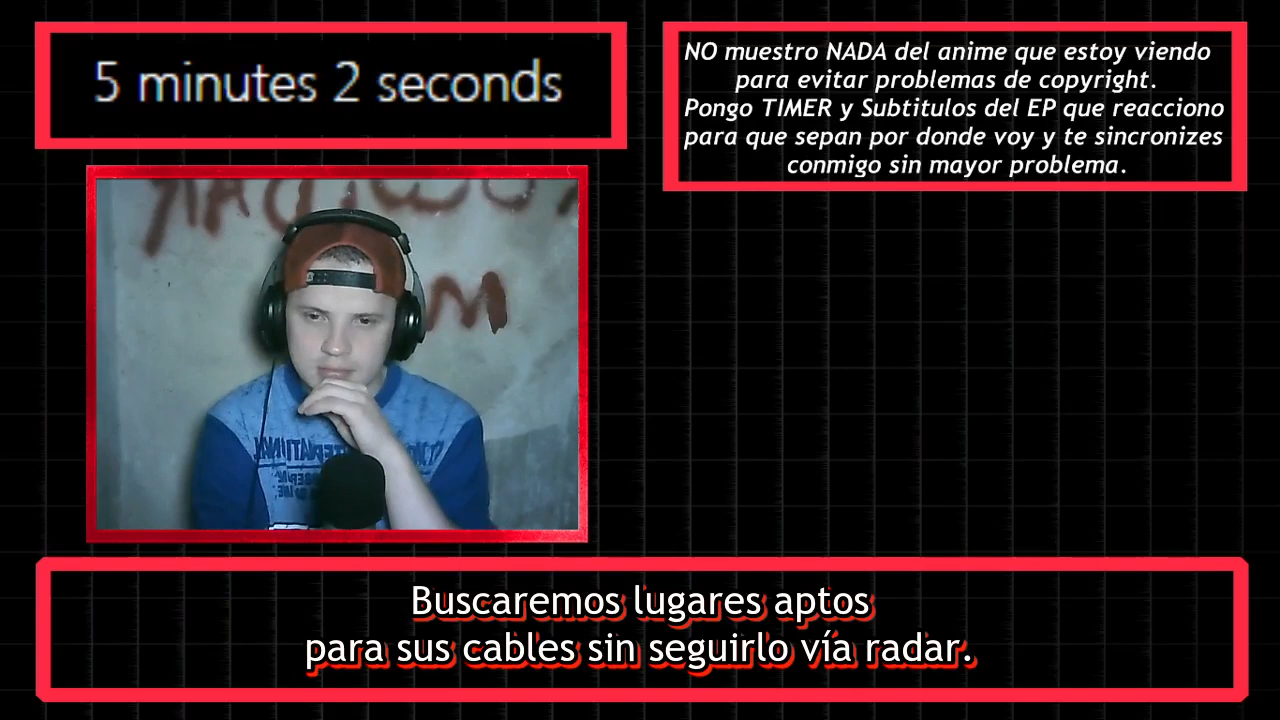 5 minutes 2 seconds
NO muestro NADA del anime que estoy viendo
para evitar problemas de copyright.
Pongo TIMER y Subtitulos del EP que reacciono
para que sepan por donde voy y te sincronizes
conmigo sin mayor problema.
INTERNATIONAL
Buscaremos lugares aptos
para sus cables sin seguirlo vía radar.